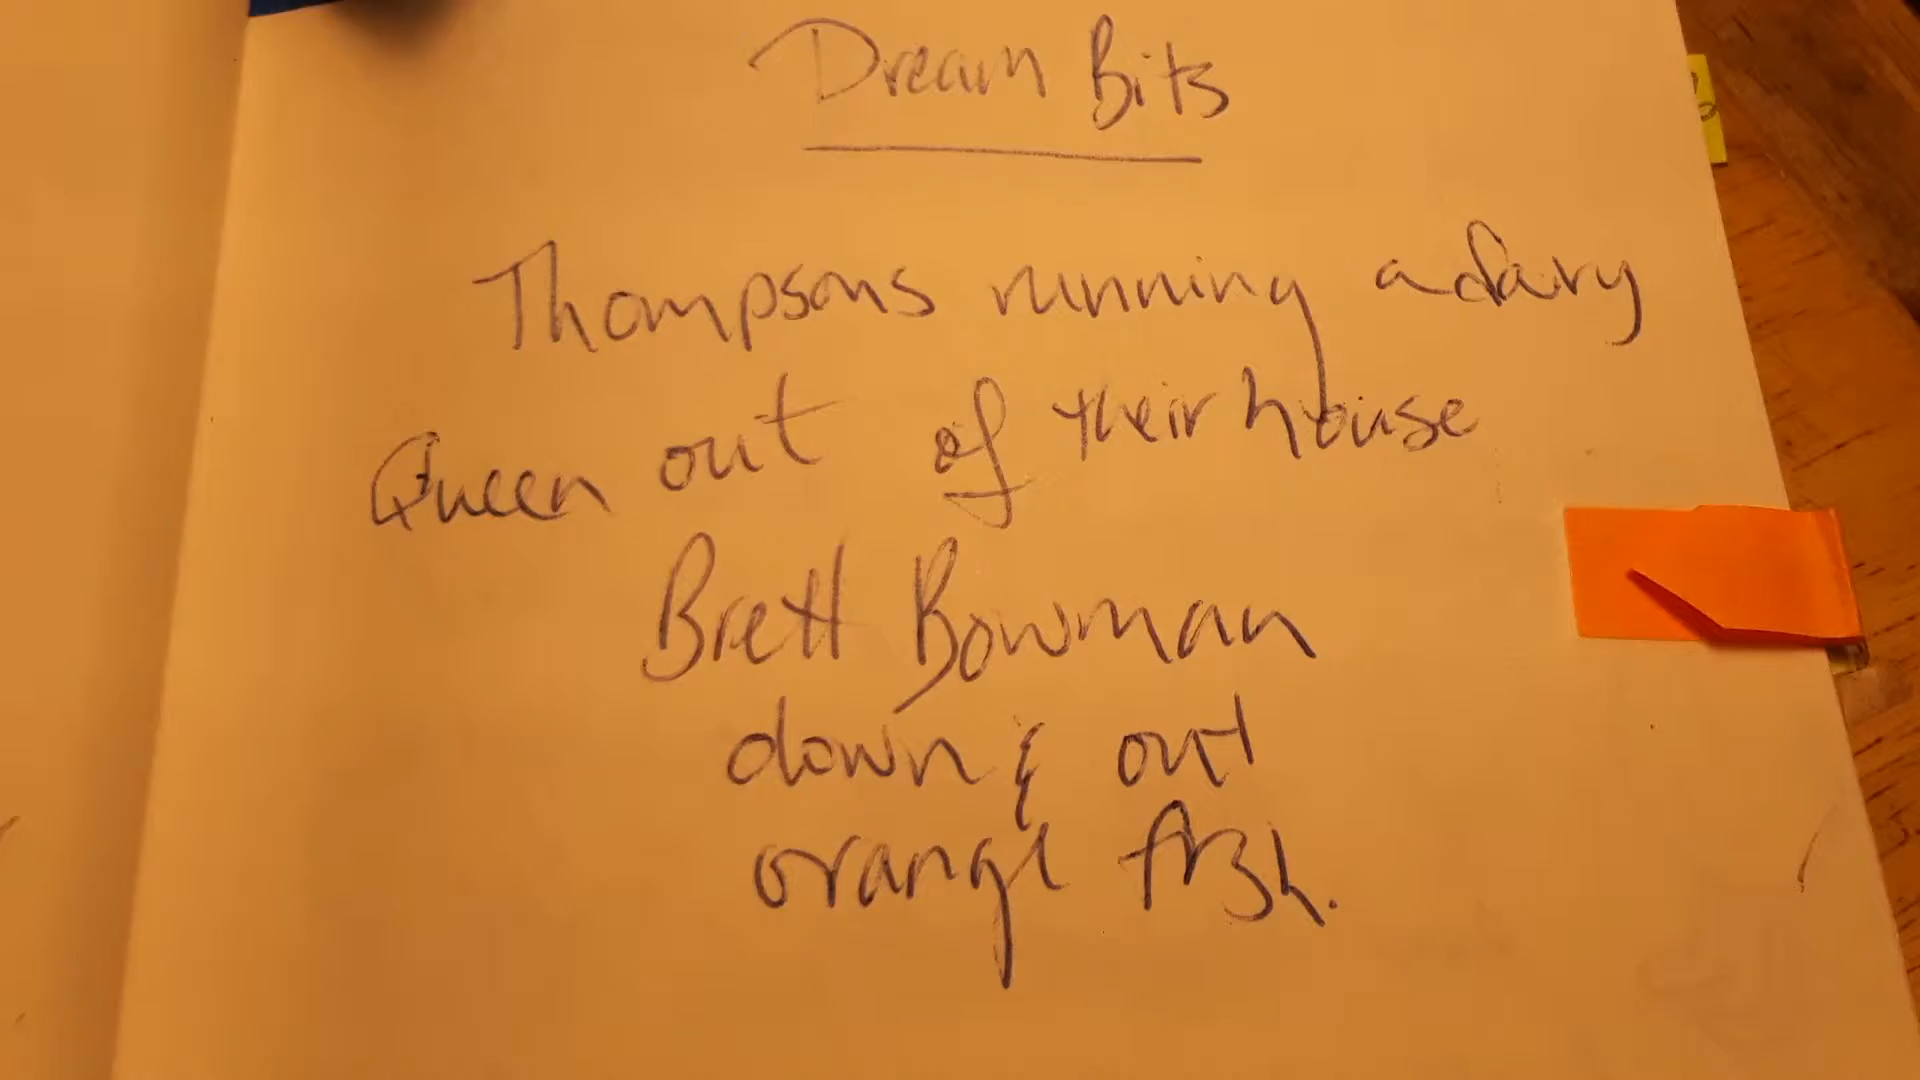 Dream Bits
Thompsons running a dairy
Queen out of their house
Brett Bowman
down & out
orange fish.